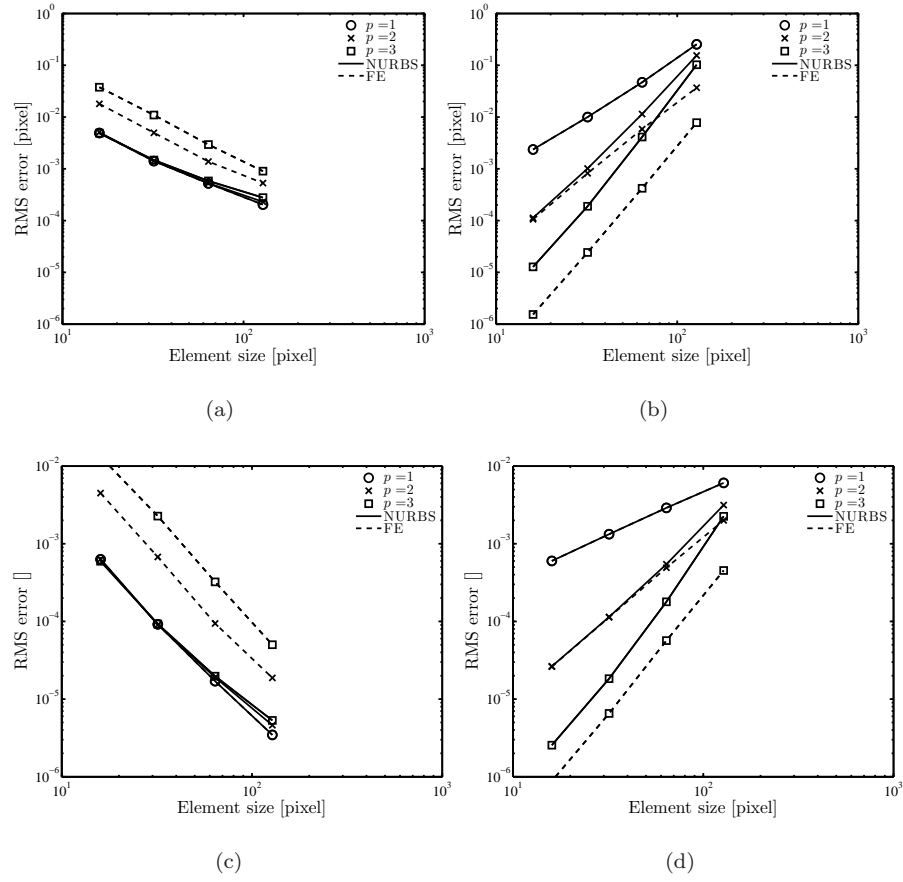 10^0
10^-1
10^-2
10^-3
10^-4
10^-5
10^-6
10^1
10^2
10^3
RMS error [pixel]
Element size [pixel]
p =1
p =2
p =3
NURBS
FE
(a)
10^0
10^-1
10^-2
10^-3
10^-4
10^-5
10^-6
10^1
10^2
10^3
RMS error [pixel]
Element size [pixel]
p =1
p =2
p =3
NURBS
FE
(b)
10^-2
10^-3
10^-4
10^-5
10^-6
10^1
10^2
10^3
RMS error []
Element size [pixel]
p =1
p =2
p =3
NURBS
FE
(c)
10^-2
10^-3
10^-4
10^-5
10^-6
10^1
10^2
10^3
RMS error []
Element size [pixel]
p =1
p =2
p =3
NURBS
FE
(d)